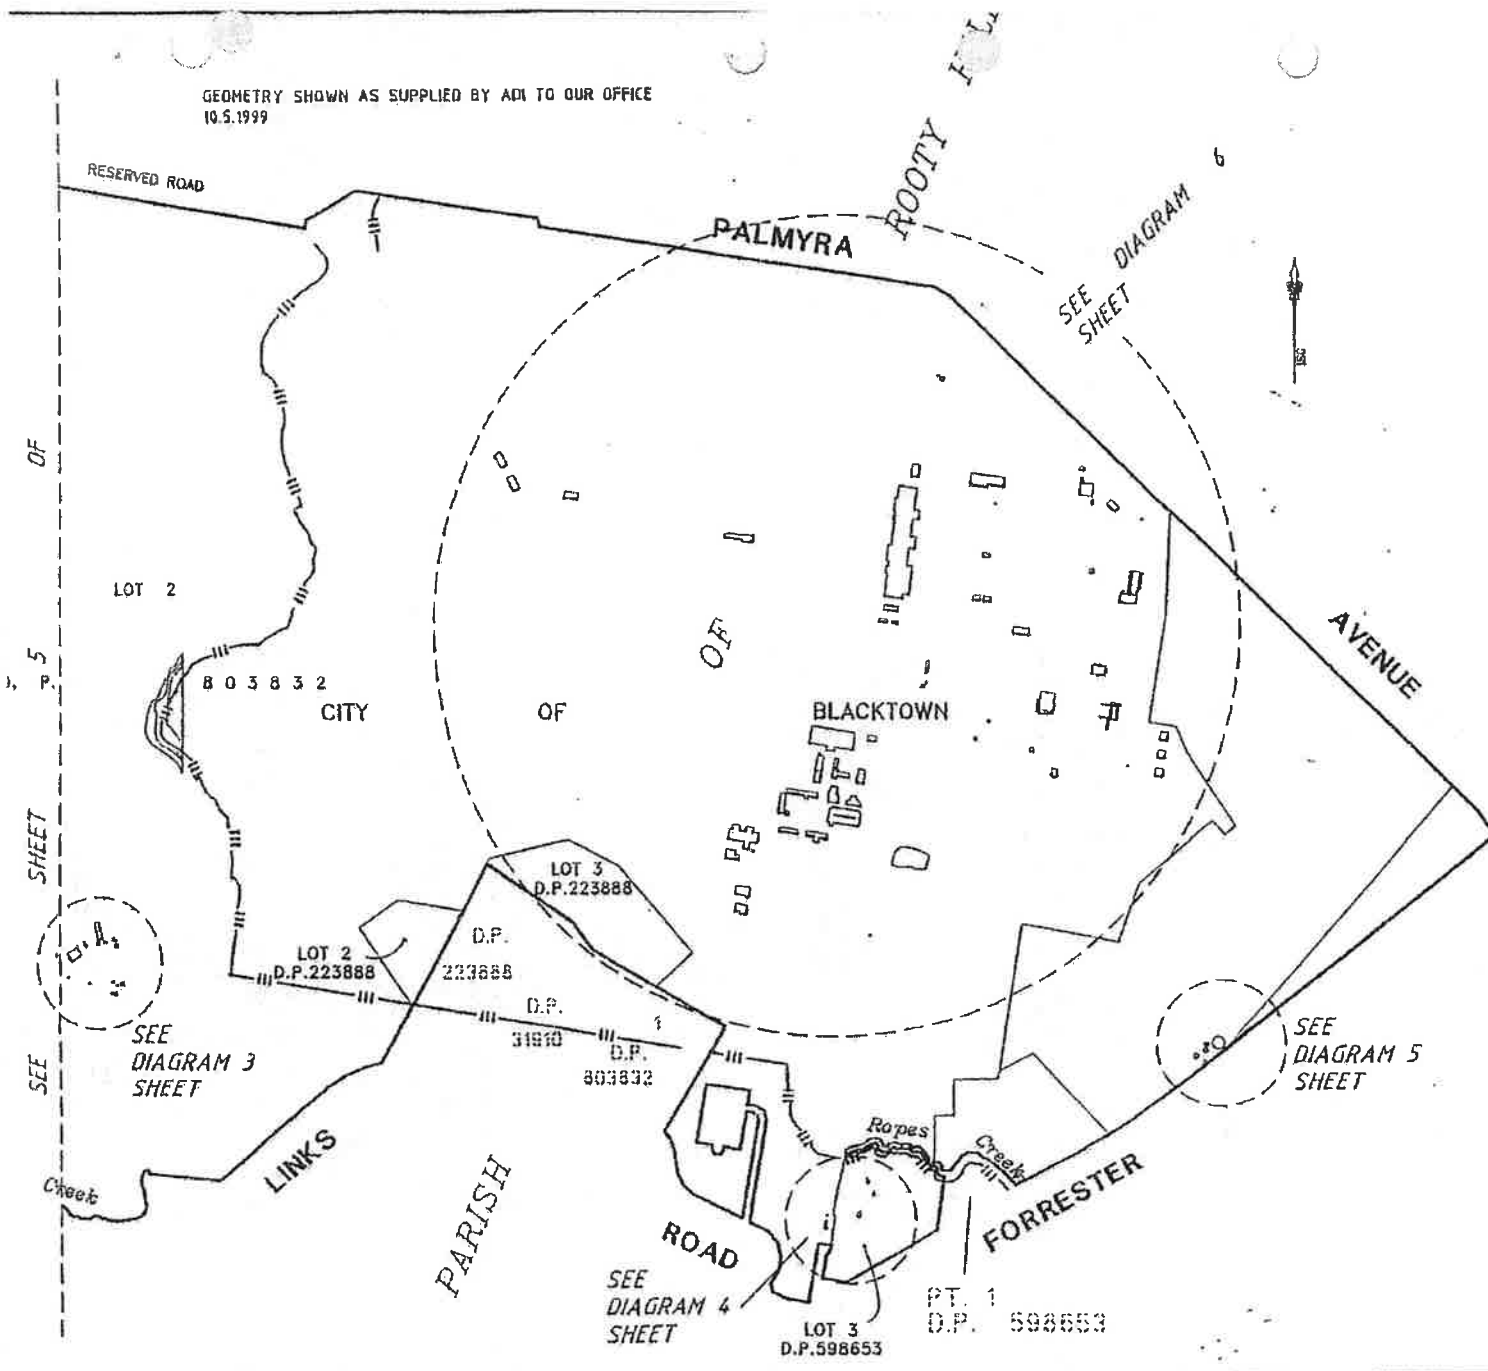 GEOMETRY SHOWN AS SUPPLIED BY ADI TO OUR OFFICE
10.5.1999
RESERVED ROAD
ROOTY
6
PALMYRA
SEE DIAGRAM
SHEET
ISG
SEE SHEET 5 OF
LOT 2
P. 803832
CITY OF BLACKTOWN
OF
AVENUE
LOT 3
D.P.223888
LOT 2
D.P.223888
D.P.
223888
D.P.
31910
1
D.P.
803832
SEE
DIAGRAM 3
SHEET
SEE
DIAGRAM 5
SHEET
Ropes Creek
Creek
LINKS
PARISH
ROAD
FORRESTER
SEE
DIAGRAM 4
SHEET
PT. 1
D.P. 598653
LOT 3
D.P.598653